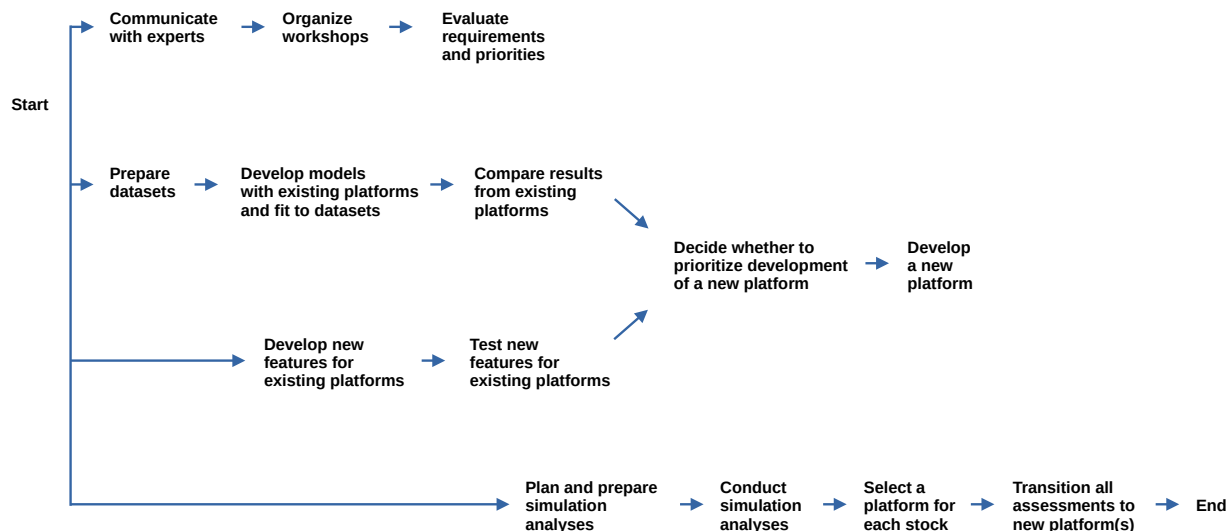 Start
Communicate
with experts
Organize
workshops
Evaluate
requirements
and priorities
Prepare
datasets
Develop models
with existing platforms
and fit to datasets
Compare results
from existing
platforms
Develop new
features for
existing platforms
Test new
features for
existing platforms
Decide whether to
prioritize development
of a new platform
Develop
a new
platform
Plan and prepare
simulation
analyses
Conduct
simulation
analyses
Select a
platform for
each stock
Transition all
assessments to
new platform(s)
End